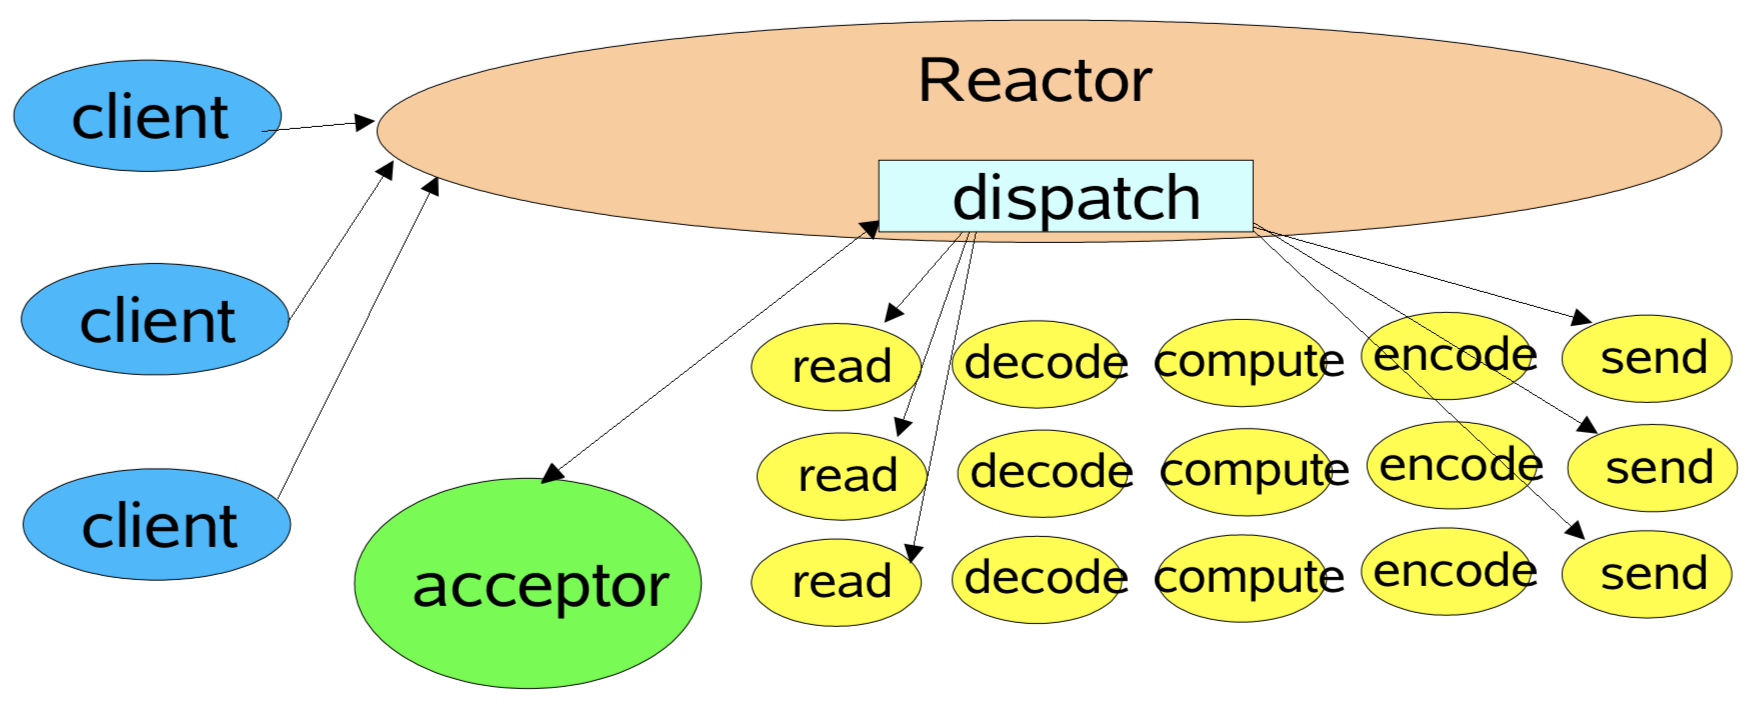 Reactor
client
dispatch
client
read decode compute encode send
client
read decode compute encode send
acceptor
read decode compute encode send